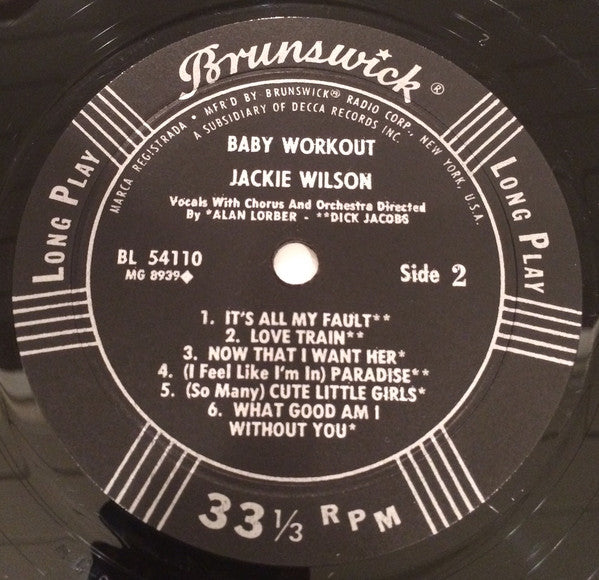 Brunswick ®
MARCA REGISTRADA • MFR'D BY BRUNSWICK® RADIO CORP., NEW YORK, U.S.A.
A SUBSIDIARY OF DECCA RECORDS INC.
LONG PLAY
LONG PLAY
BABY WORKOUT
JACKIE WILSON
Vocals With Chorus And Orchestra Directed
By *ALAN LORBER - **DICK JACOBS
BL 54110
MG 8939◆
Side 2
1. IT'S ALL MY FAULT**
2. LOVE TRAIN**
3. NOW THAT I WANT HER*
4. (I Feel Like I'm In) PARADISE**
5. (So Many) CUTE LITTLE GIRLS*
6. WHAT GOOD AM I
WITHOUT YOU*
33 1/3 RPM